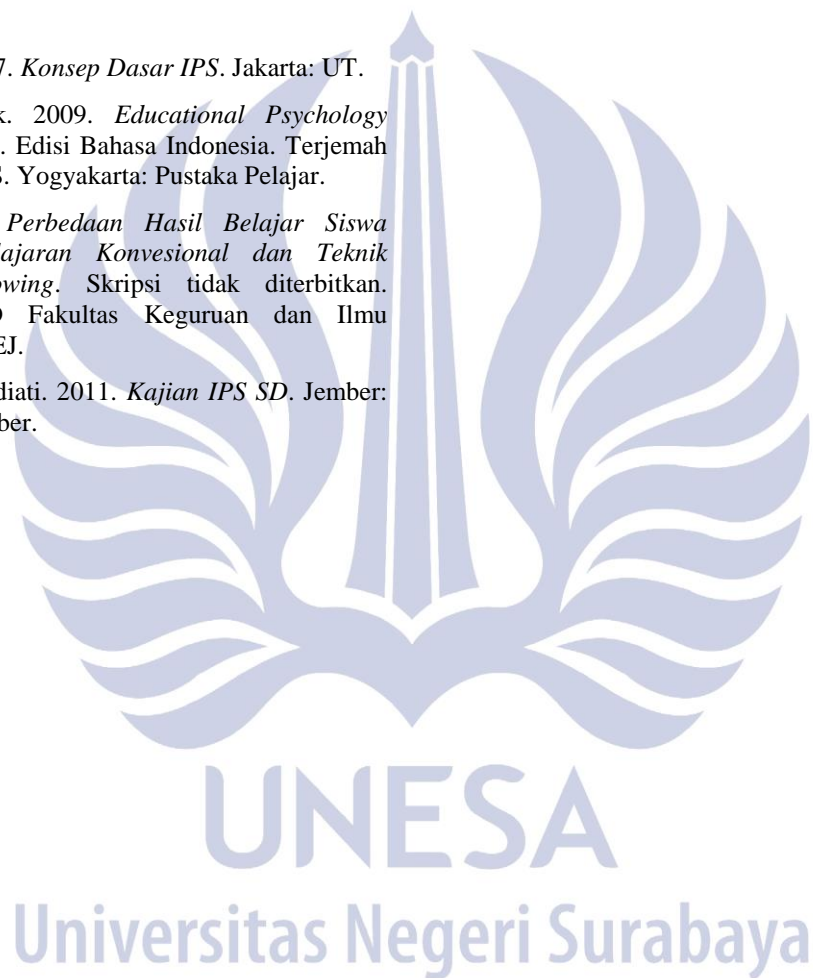 7. Konsep Dasar IPS. Jakarta: UT.
k. 2009. Educational Psychology
. Edisi Bahasa Indonesia. Terjemah
S. Yogyakarta: Pustaka Pelajar.
Perbedaan Hasil Belajar Siswa
lajaran Konvesional dan Teknik
owing. Skripsi tidak diterbitkan.
Fakultas Keguruan dan Ilmu
EJ.
diati. 2011. Kajian IPS SD. Jember:
ber.
UNESA
Universitas Negeri Surabaya